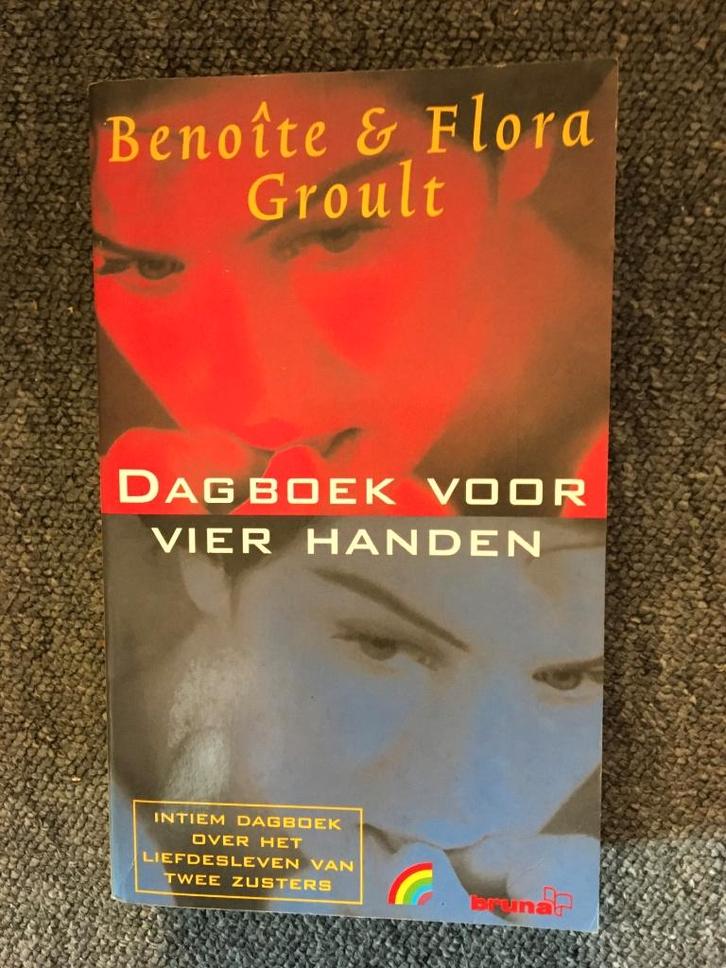 Benoîte & Flora
Groult
DAGBOEK VOOR
VIER HANDEN
INTIEM DAGBOEK
OVER HET
LIEFDESLEVEN VAN
TWEE ZUSTERS
bruna